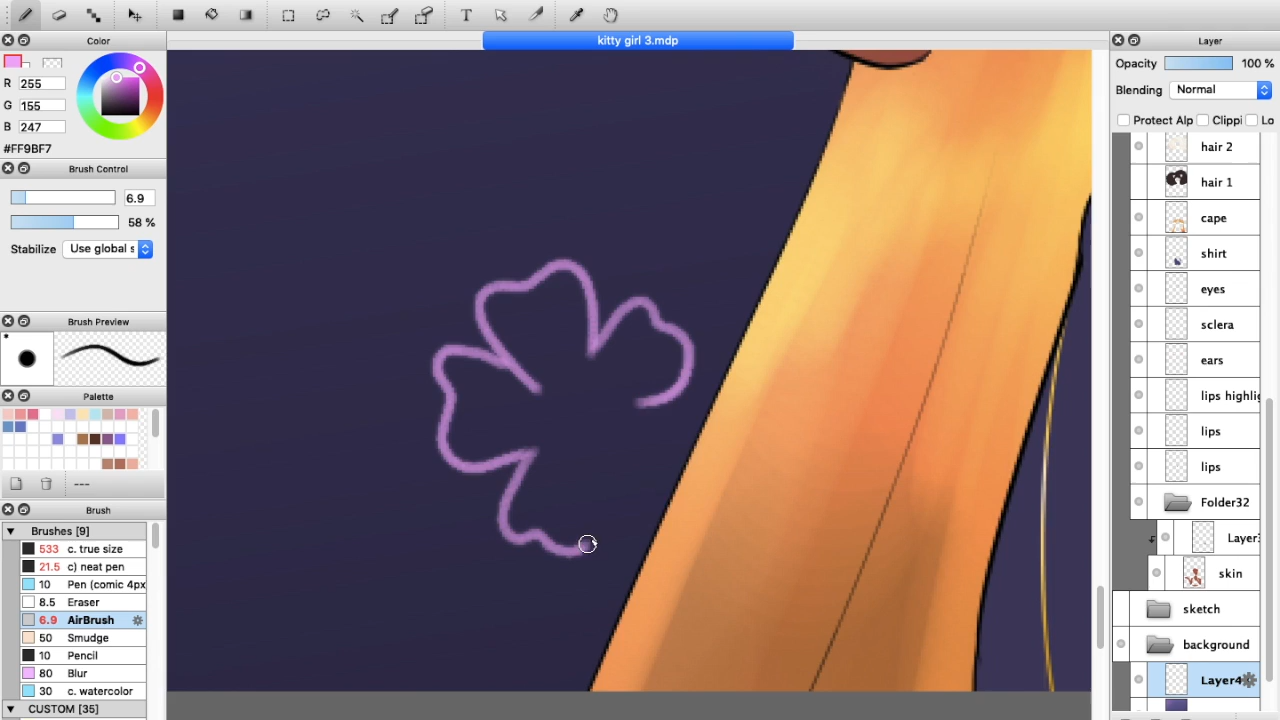 kitty girl 3.mdp
Color
R 255
G 155
B 247
#FF9BF7
Brush Control
6.9
58 %
Stabilize Use global s
Brush Preview
Palette
---
Brush
Brushes [9]
533 c. true size
21.5 c) neat pen
10 Pen (comic 4px
8.5 Eraser
6.9 AirBrush
50 Smudge
10 Pencil
80 Blur
30 c. watercolor
CUSTOM [35]
T
Layer
Opacity 100 %
Blending Normal
Protect Alp Clippi Lo
hair 2
hair 1
cape
shirt
eyes
sclera
ears
lips highlig
lips
lips
Folder32
Layer3
skin
sketch
background
Layer4